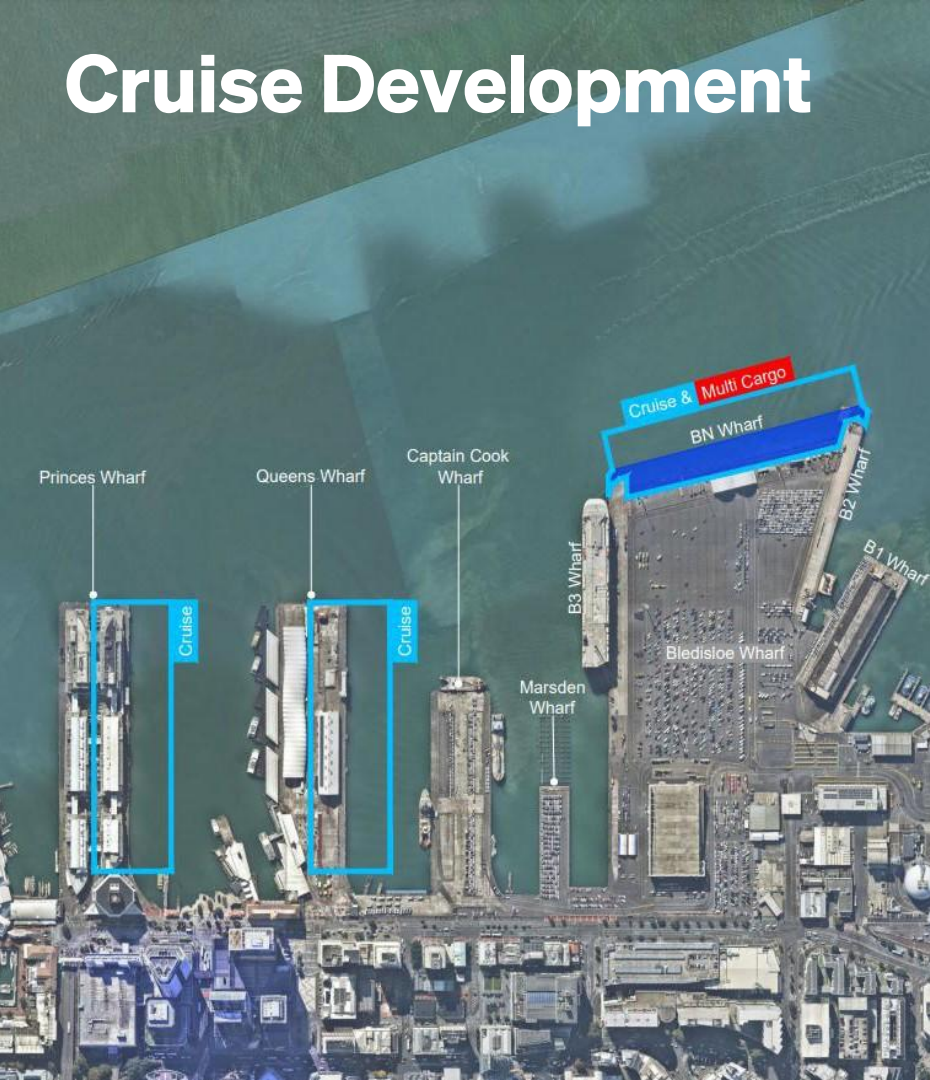 Cruise Development
Cruise & Multi Cargo
BN Wharf
Princes Wharf
Queens Wharf
Captain Cook
Wharf
B2 Wharf
B1 Wharf
B3 Wharf
Cruise
Cruise
Bledisloe Wharf
Marsden
Wharf